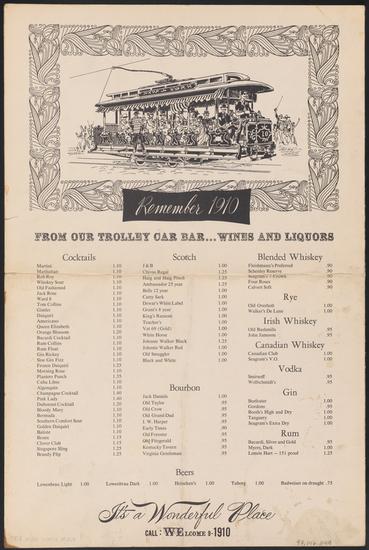 Remember 1910
FROM OUR TROLLEY CAR BAR...WINES AND LIQUORS
Cocktails
Martini 1.10
Manhattan 1.10
Rob Roy 1.25
Whiskey Sour 1.10
Old Fashioned 1.10
Jack Rose 1.10
Ward 8 1.10
Tom Collins 1.10
Gimlet 1.10
Daiquiri 1.10
Americano 1.10
Queen Elizabeth 1.10
Orange Blossom 1.20
Bacardi Cocktail 1.10
Rum Collins 1.10
Rum Float 1.10
Gin Rickey 1.10
Sloe Gin Fizz 1.10
Frozen Daiquiri 1.25
Morning Rose 1.10
Planters Punch 1.35
Cuba Libre 1.10
Algonquin 1.10
Champagne Cocktail 1.40
Pink Lady 1.40
Dubonnet Cocktail 1.20
Bloody Mary 1.10
Bermuda 1.10
Southern Comfort Sour 1.10
Golden Daiquiri 1.10
Batiste 1.10
Bronx 1.15
Clover Club 1.15
Singapore Sling 1.25
Brandy Flip 1.25
Scotch
J & B 1.00
Chivas Regal 1.25
Haig and Haig Pinch 1.25
Ambassador 25 year 1.25
Bells 12 year 1.00
Cutty Sark 1.00
Dewar's White Label 1.00
Grant's 8 year 1.00
King's Ransom 1.00
Teacher's 1.00
Vat 69 (Gold) 1.00
White Horse 1.00
Johnnie Walker Black 1.25
Johnnie Walker Red 1.00
Old Smuggler 1.00
Black and White 1.00
Bourbon
Jack Daniels 1.00
Old Taylor .95
Old Crow .95
Old Grand-Dad .95
I. W. Harper .95
Early Times .90
Old Forester .95
Old Fitzgerald .95
Kentucky Tavern .95
Virginia Gentleman .95
Blended Whiskey
Fleishmann's Preferred .90
Schenley Reserve .90
Seagram's 7-Crown .90
Four Roses .90
Calvert Soft .90
Rye
Old Overholt 1.00
Walker's De Luxe 1.00
Irish Whiskey
Old Bushmills .95
John Jameson .95
Canadian Whiskey
Canadian Club 1.00
Seagram's V.O. 1.00
Vodka
Smirnoff .95
Wolfschmidt's .95
Gin
Beefeater 1.00
Gordons .95
Booth's High and Dry 1.00
Tanguery 1.00
Seagram's Extra Dry 1.00
Rum
Bacardi, Silver and Gold .95
Myers, Dark 1.00
Lemon Hart - 151 proof 1.25
Beers
Lowenbrau Light 1.00 Lowenbrau Dark 1.00 Heineken's 1.00 Tuborg 1.00 Budweiser on draught .75
It's a Wonderful Place
CALL: WElcome 8-1910